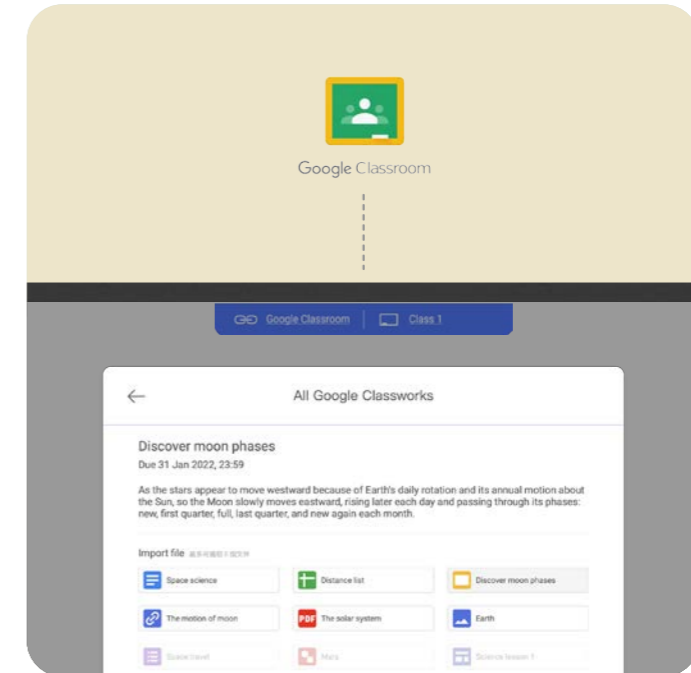 Google Classroom
Google Classroom
Class 1
All Google Classworks
Discover moon phases
Due 31 Jan 2022, 23:59
As the stars appear to move westward because of Earth's daily rotation and its annual motion about
the Sun, so the Moon slowly moves eastward, rising later each day and passing through its phases:
new, first quarter, full, last quarter, and new again each month.
Import file
Space science
Distance list
Discover moon phases
The motion of moon
PDF The solar system
Earth
Space travel
Mars
Science lesson 1